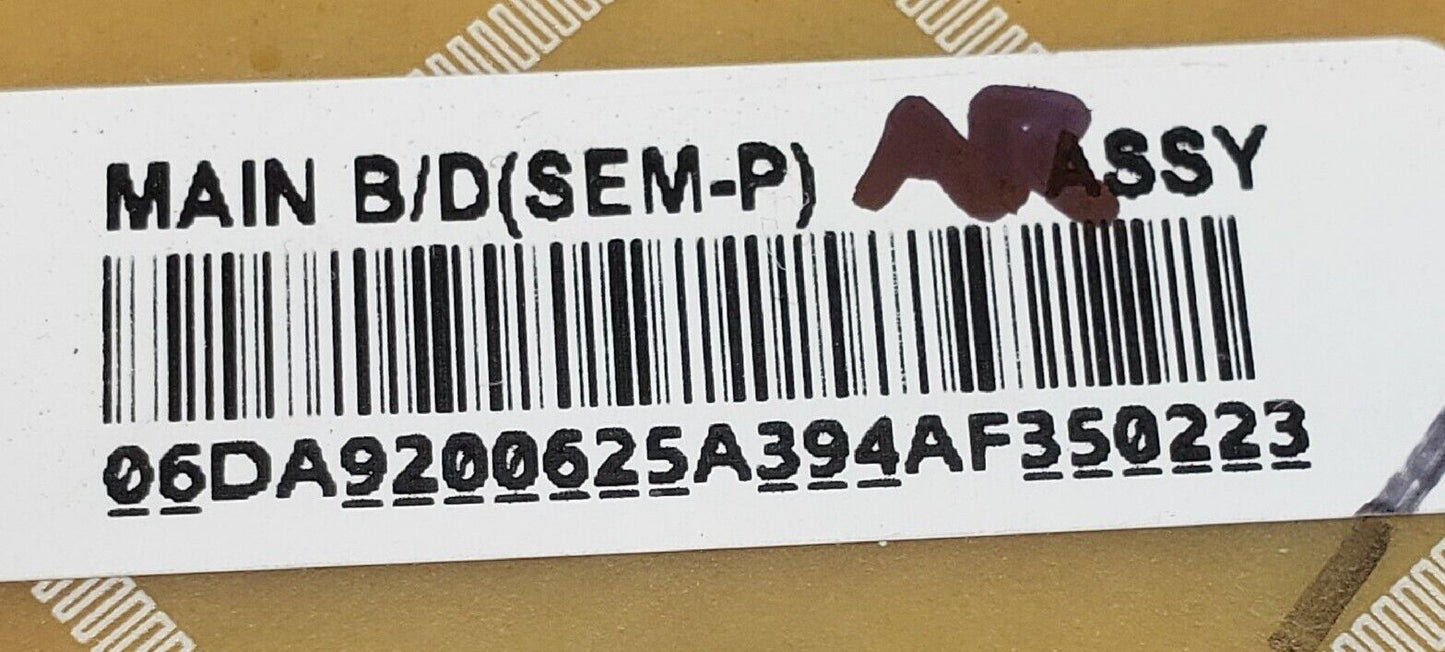 MAIN B/D(SEM-P) ASSY
06DA9200625A394AF350223